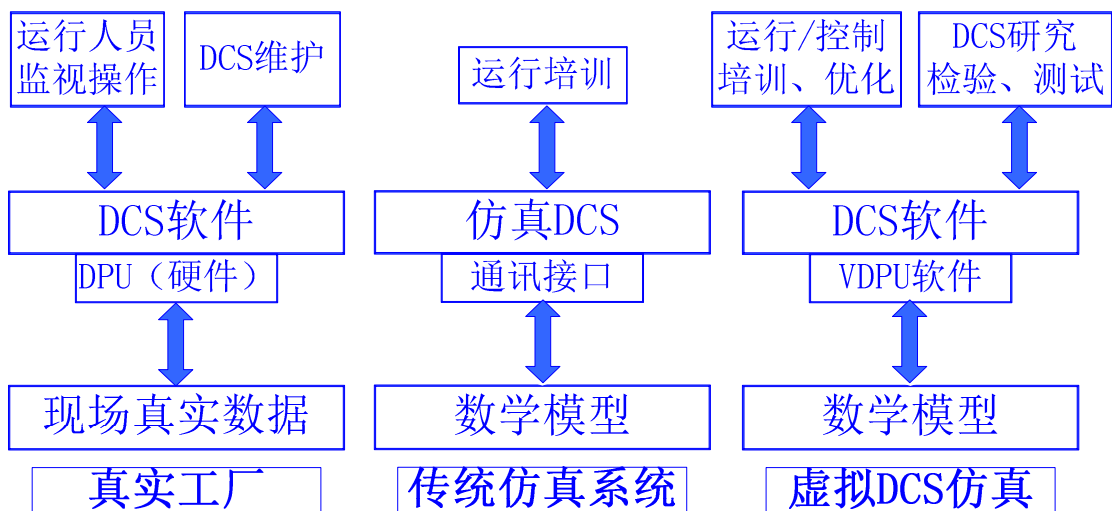 运行人员
监视操作
DCS维护
DCS软件
DPU（硬件）
现场真实数据
真实工厂
运行培训
仿真DCS
通讯接口
数学模型
传统仿真系统
运行/控制
培训、优化
DCS研究
检验、测试
DCS软件
VDPU软件
数学模型
虚拟DCS仿真